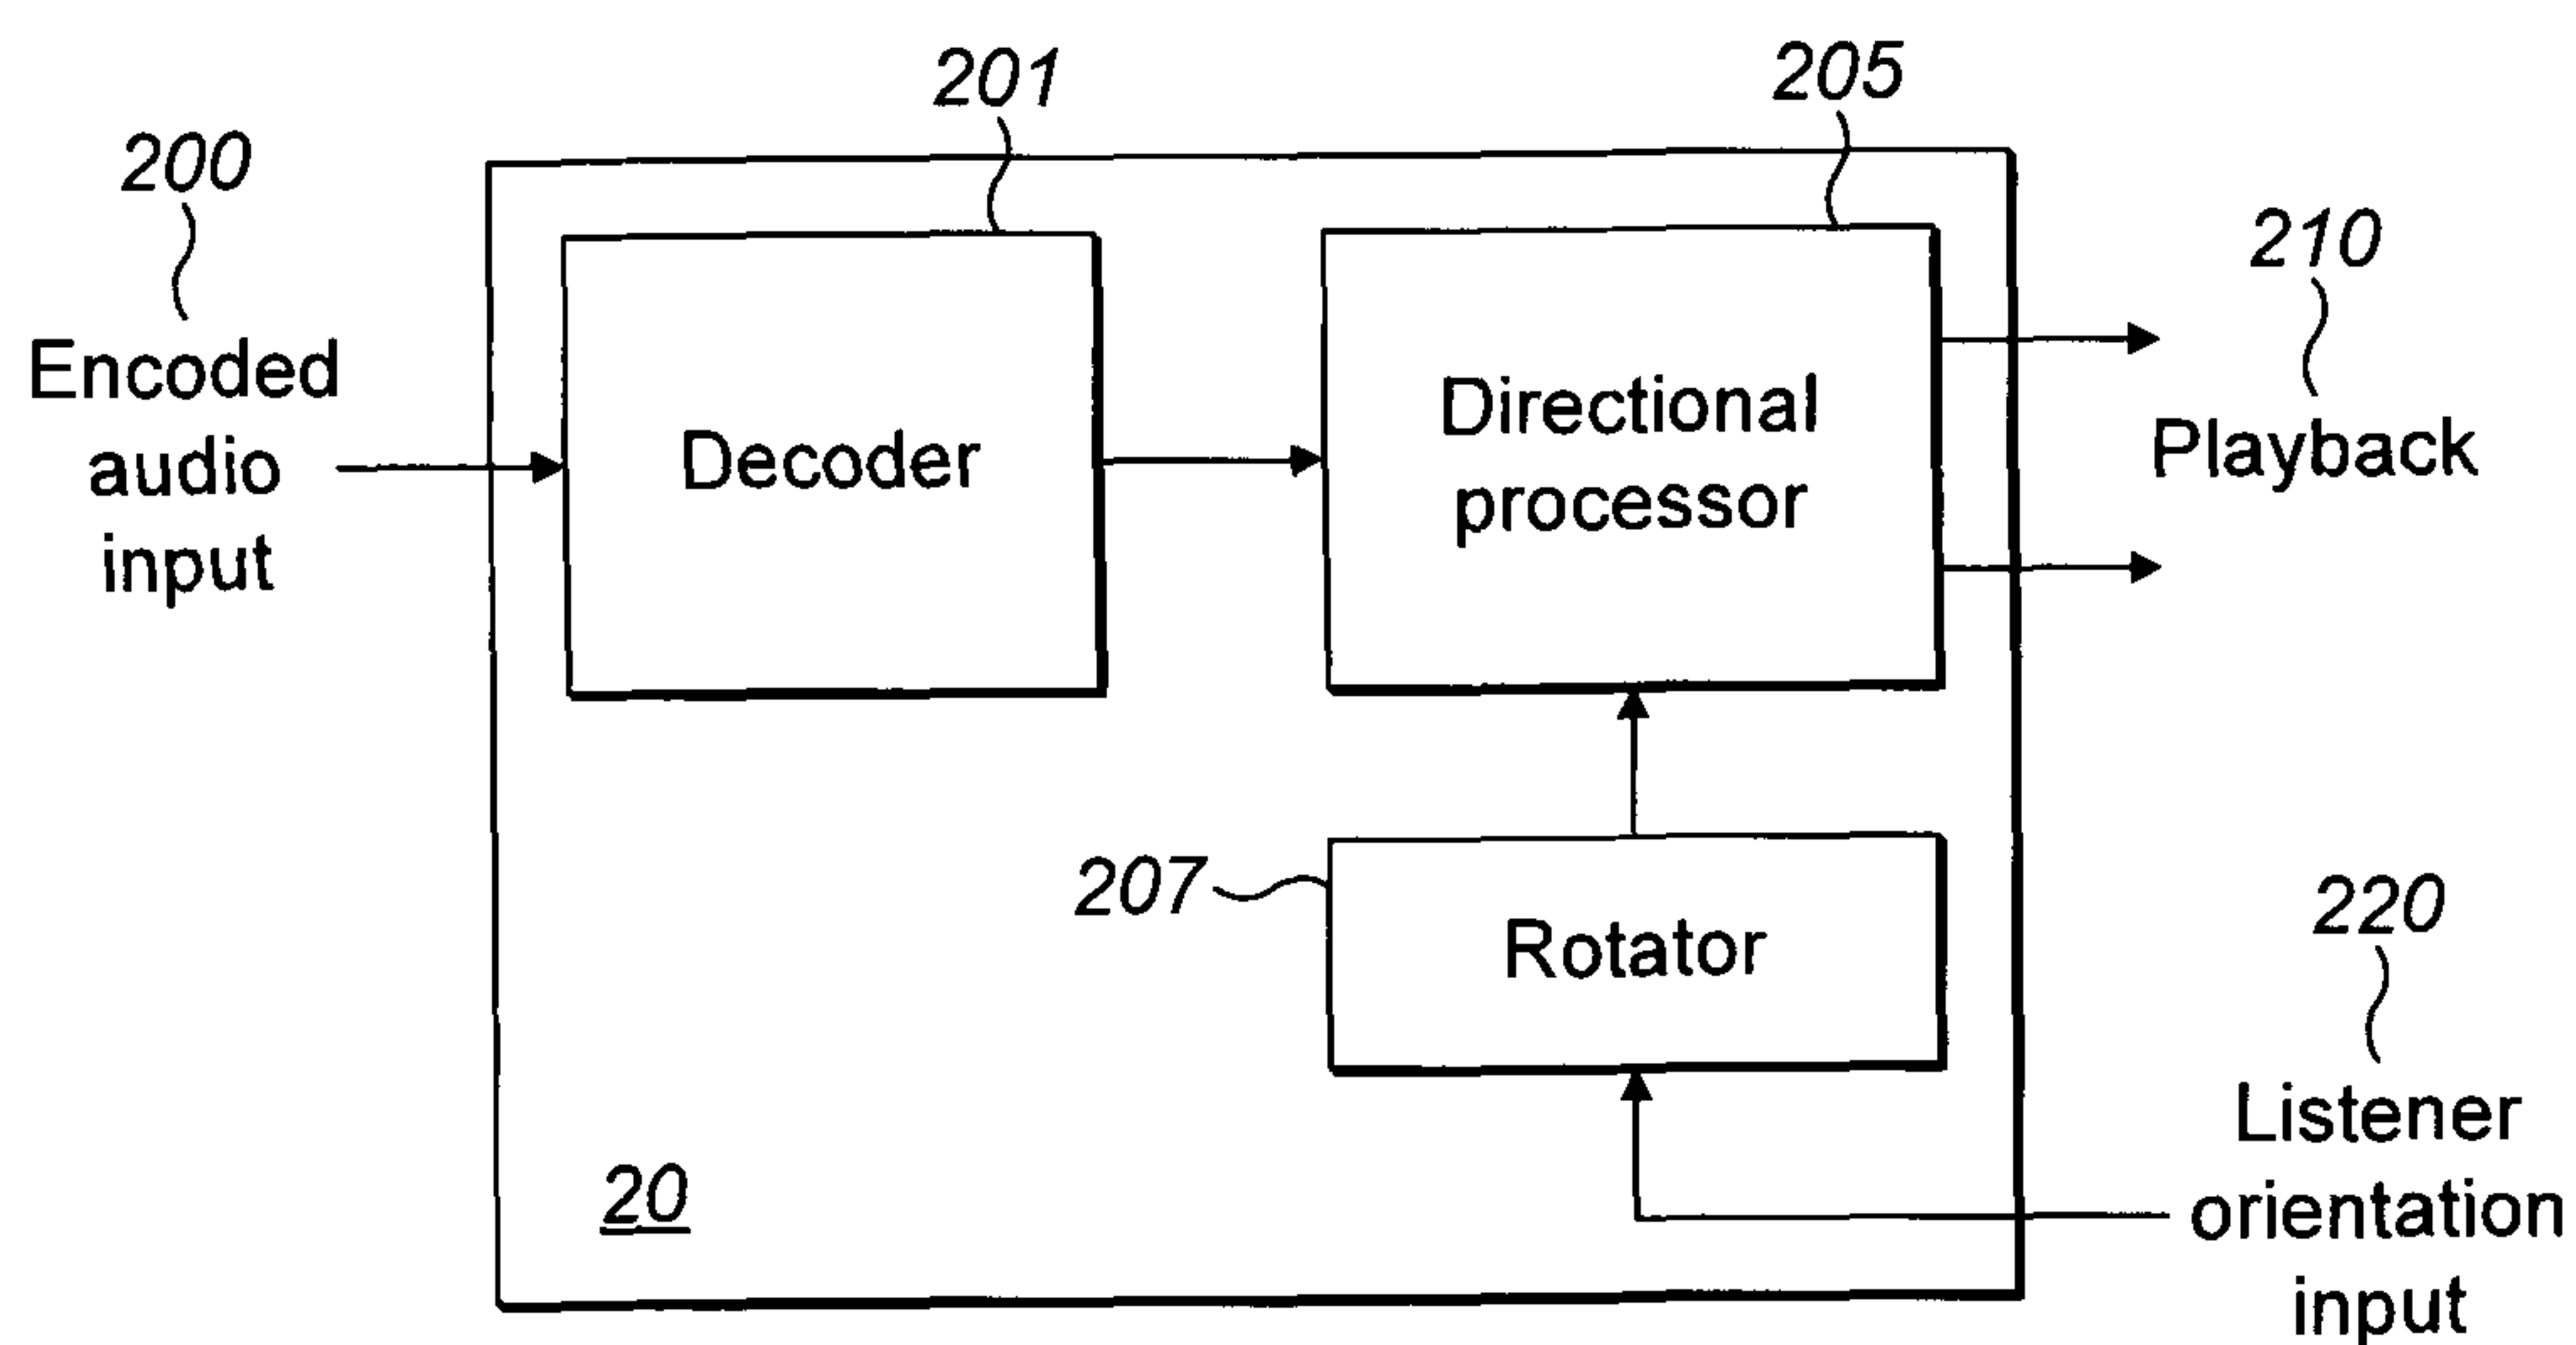 201
205
200
210
Encoded
audio
input
Decoder
Directional
processor
Playback
207
Rotator
220
Listener
orientation
input
20